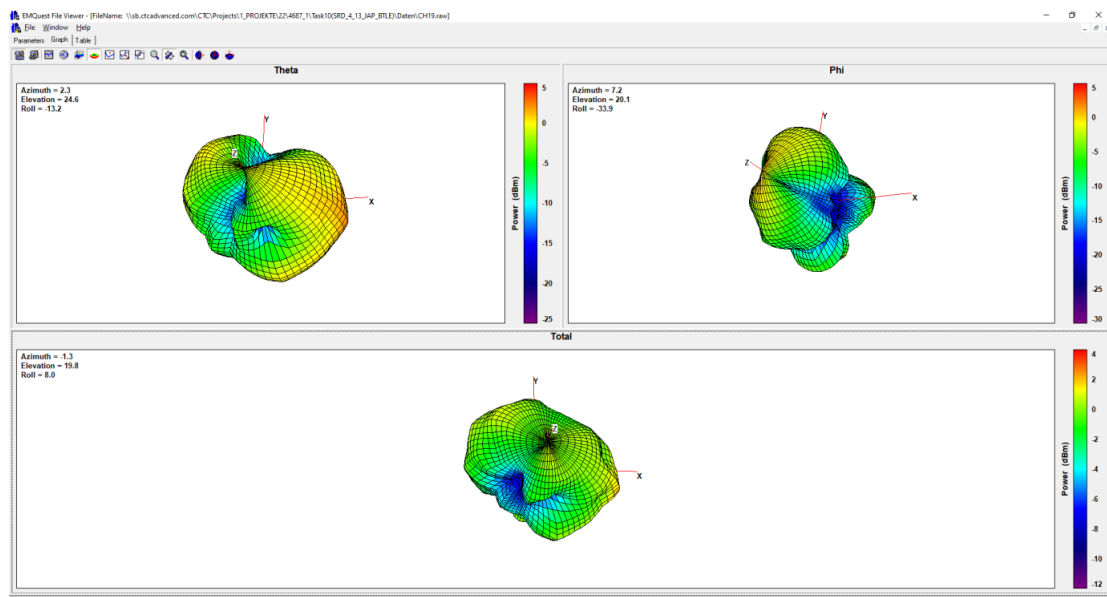 EMQuest File Viewer - [FileName: \\sb.ctcadvanced.com\CTC\Projects\1_PROJEKTE\22\4687_1\Task10(SRD_4_13_JAP_BTLE)\Daten\CH19.raw]
File Window Help
Parameters Graph Table
Theta
Azimuth = 2.3
Elevation = 24.6
Roll = -13.2
Y
Z
X
5
0
-5
-10
-15
-20
-25
Power (dBm)
Phi
Azimuth = 7.2
Elevation = 20.1
Roll = -33.9
Y
Z
X
5
0
-5
-10
-15
-20
-25
-30
Power (dBm)
Total
Azimuth = -1.3
Elevation = 19.8
Roll = 8.0
Y
Z
X
4
2
0
-2
-4
-6
-8
-10
-12
Power (dBm)